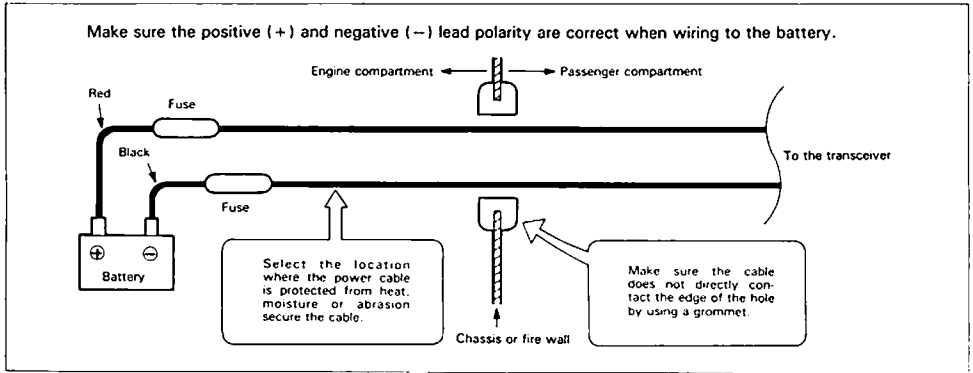 Make sure the positive (+) and negative (−) lead polarity are correct when wiring to the battery.
Engine compartment
Passenger compartment
Red
Fuse
Black
To the transceiver
Fuse
⊕ ⊖
Battery
Select the location
where the power cable
is protected from heat,
moisture or abrasion
secure the cable.
Make sure the cable
does not directly con-
tact the edge of the hole
by using a grommet.
Chassis or fire wall